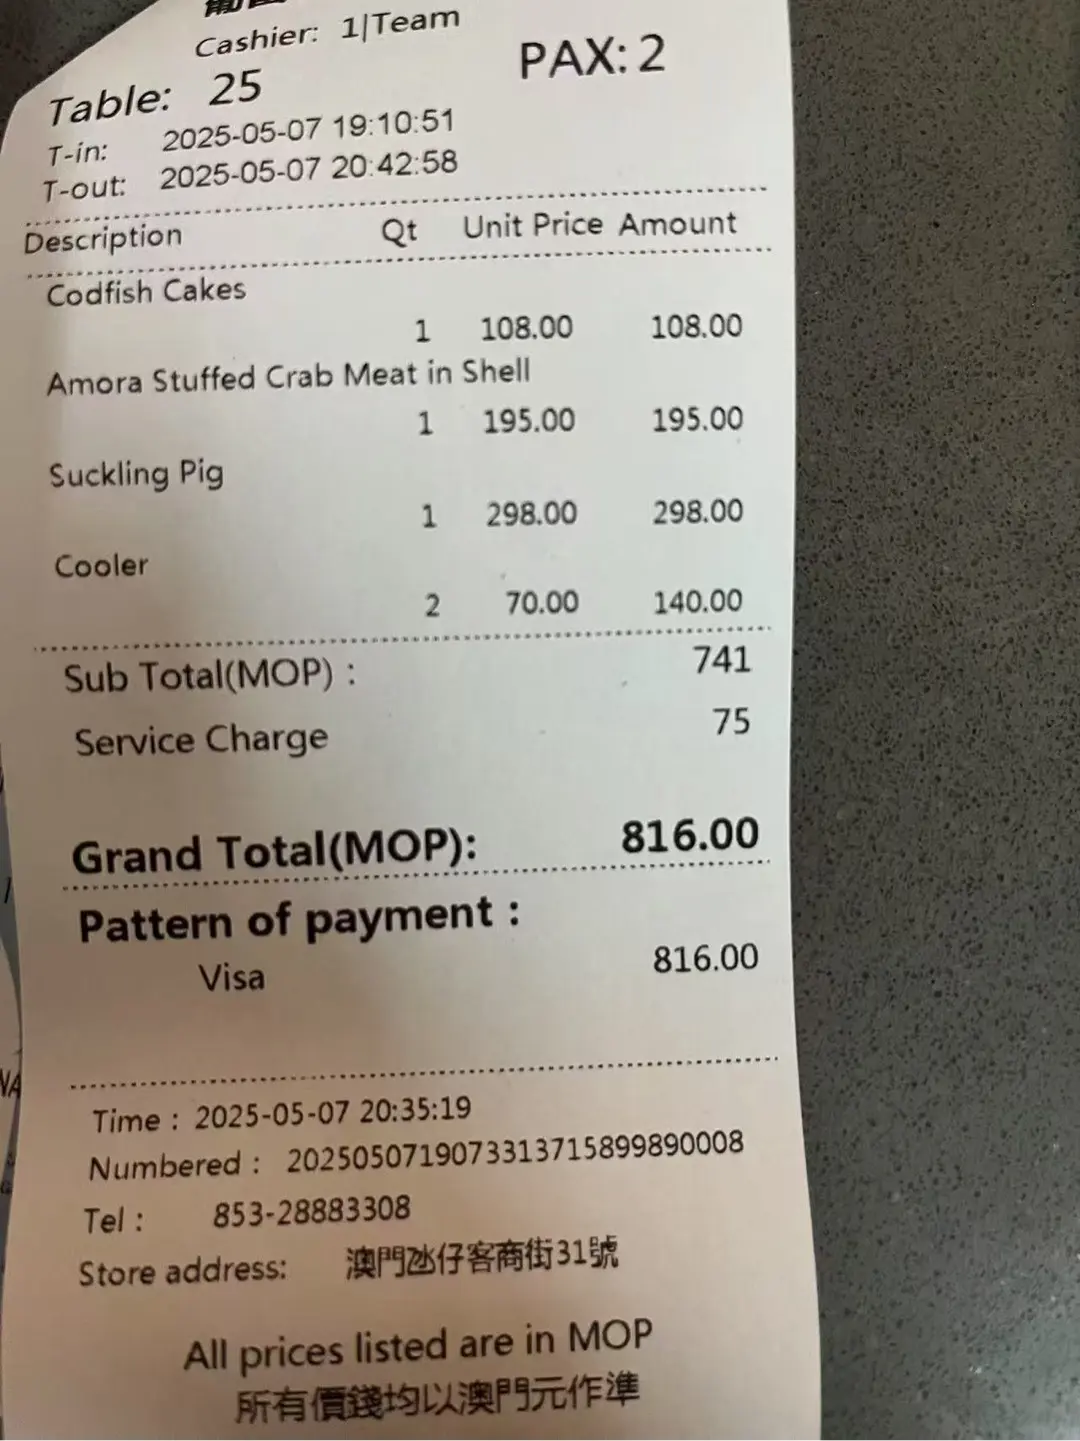 Cashier: 1|Team
Table: 25 PAX: 2
T-in: 2025-05-07 19:10:51
T-out: 2025-05-07 20:42:58
Description Qt Unit Price Amount
Codfish Cakes
1 108.00 108.00
Amora Stuffed Crab Meat in Shell
1 195.00 195.00
Suckling Pig
1 298.00 298.00
Cooler
2 70.00 140.00
Sub Total(MOP) : 741
Service Charge 75
Grand Total(MOP): 816.00
Pattern of payment :
Visa 816.00
Time : 2025-05-07 20:35:19
Numbered : 2025050719073313715899890008
Tel : 853-28883308
Store address: 澳門氹仔客商街31號
All prices listed are in MOP
所有價錢均以澳門元作準